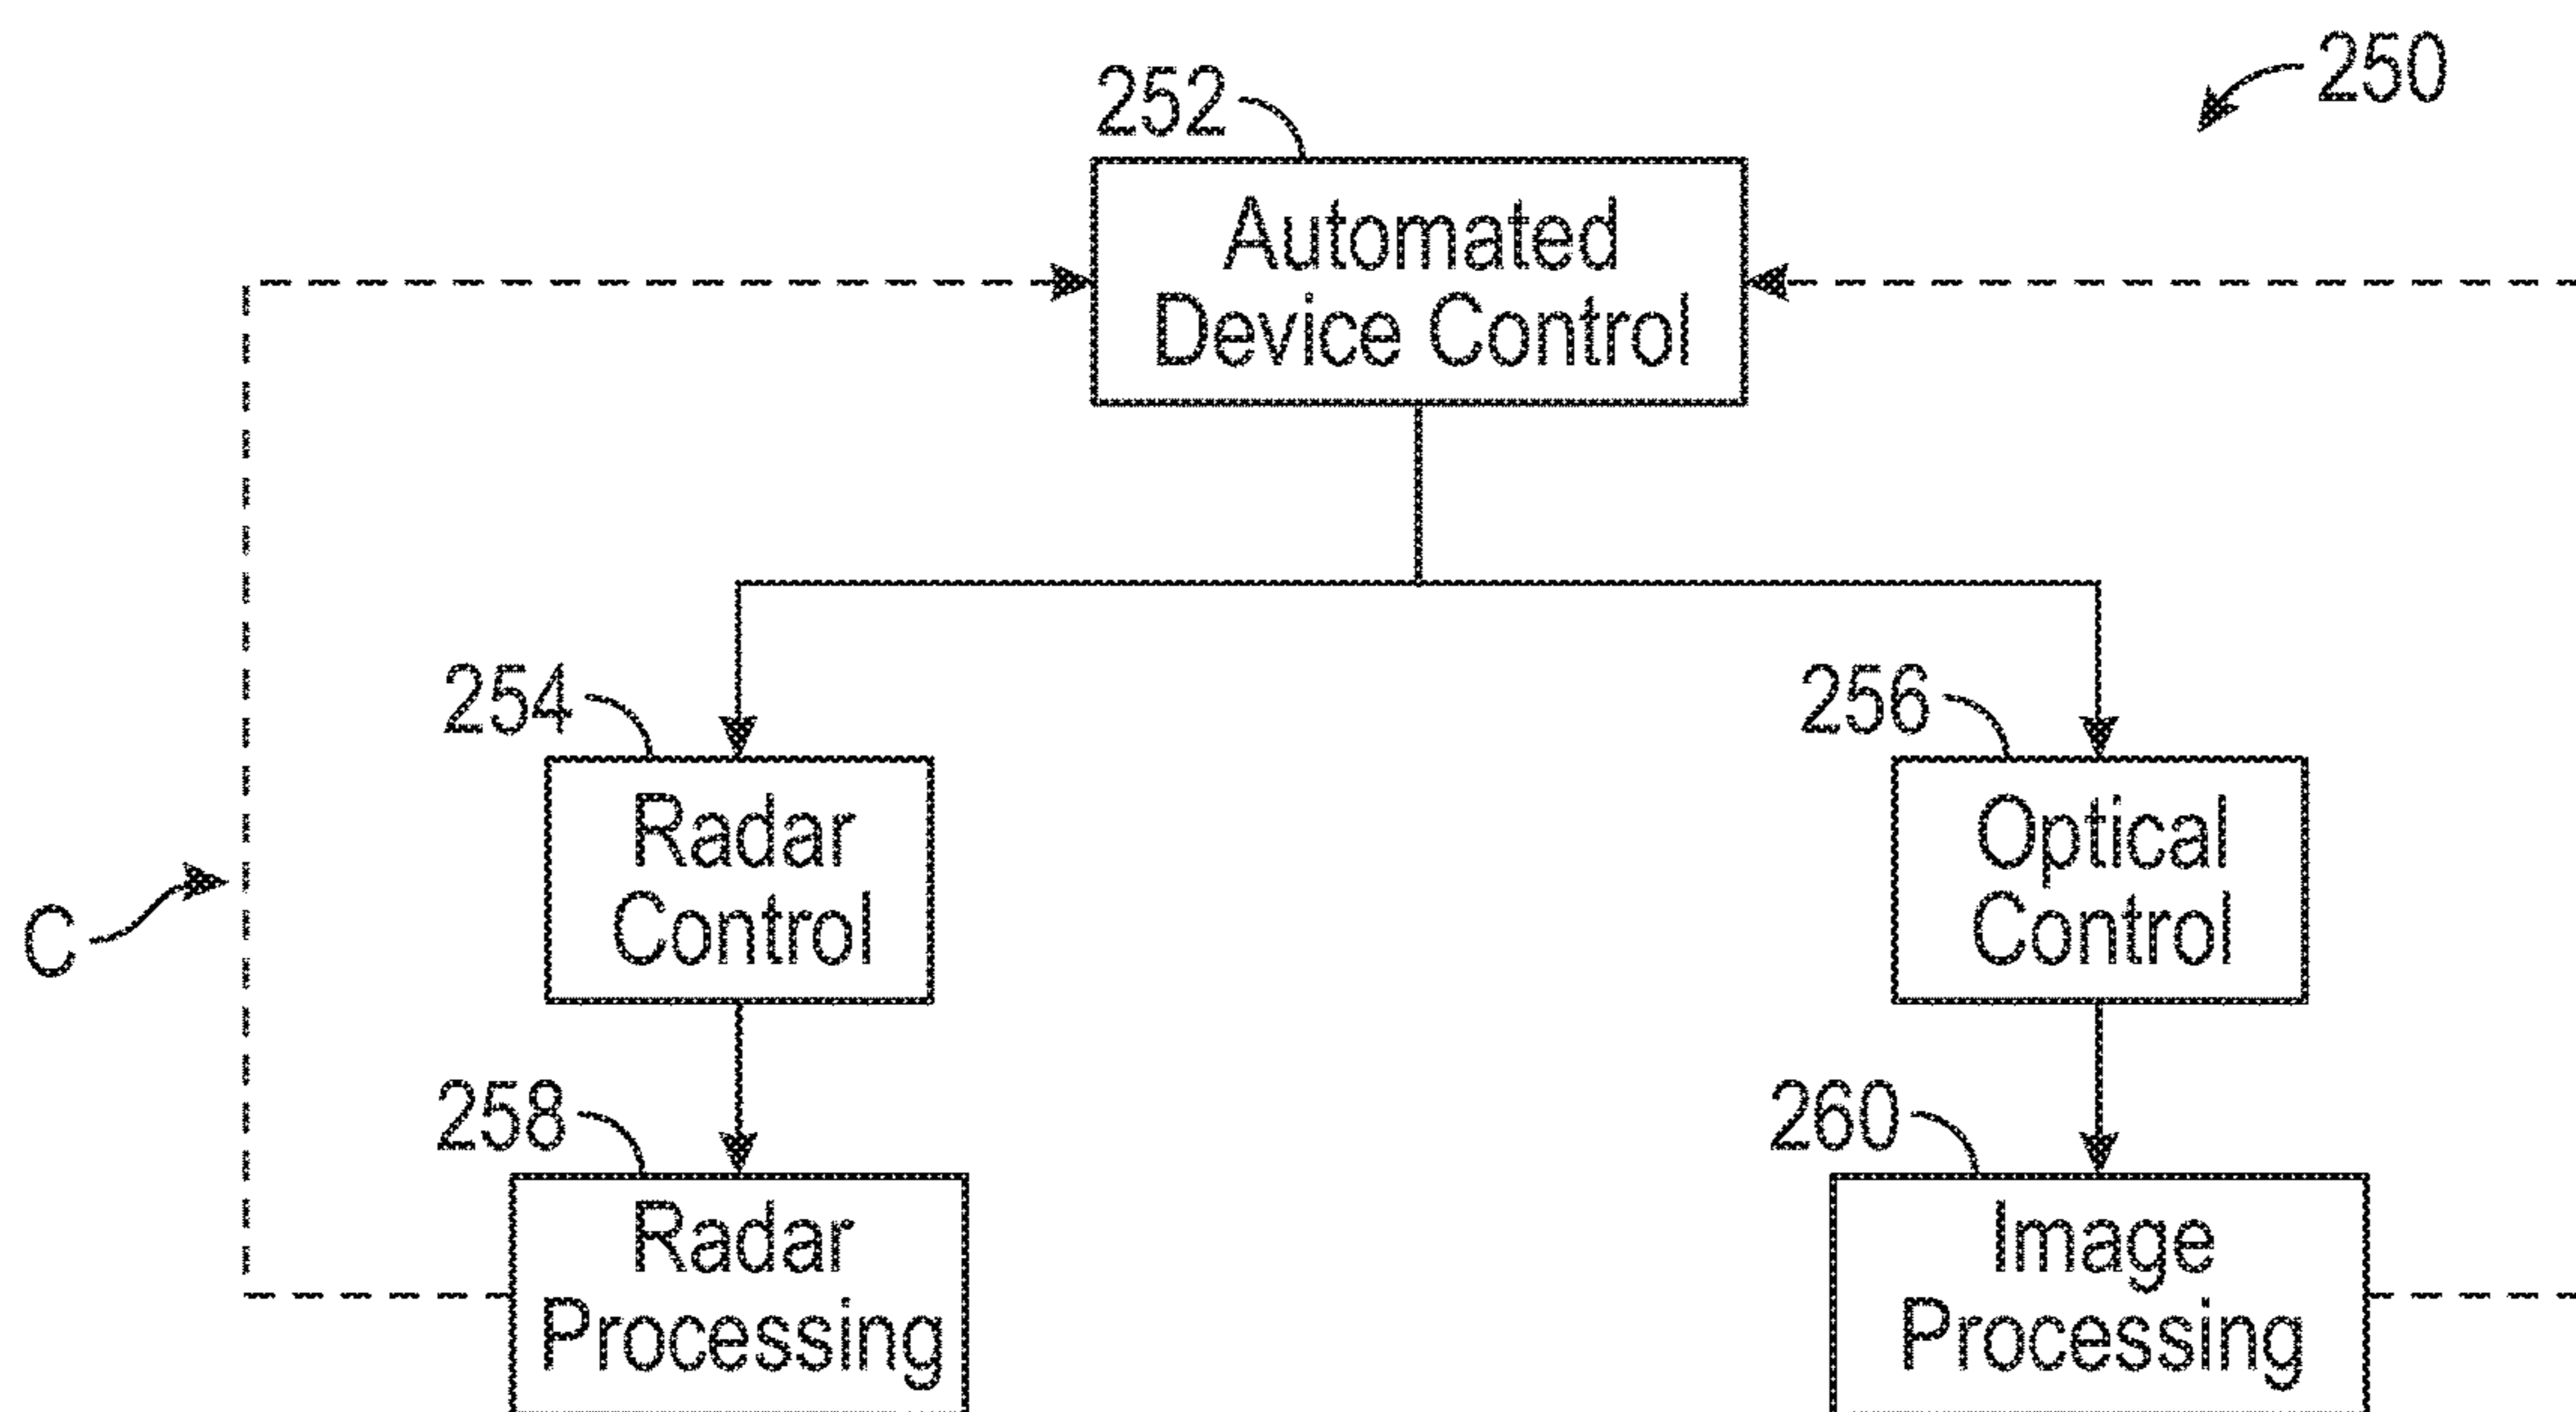 250
252
Automated
Device Control
254
Radar
Control
256
Optical
Control
C
258
Radar
Processing
260
Image
Processing